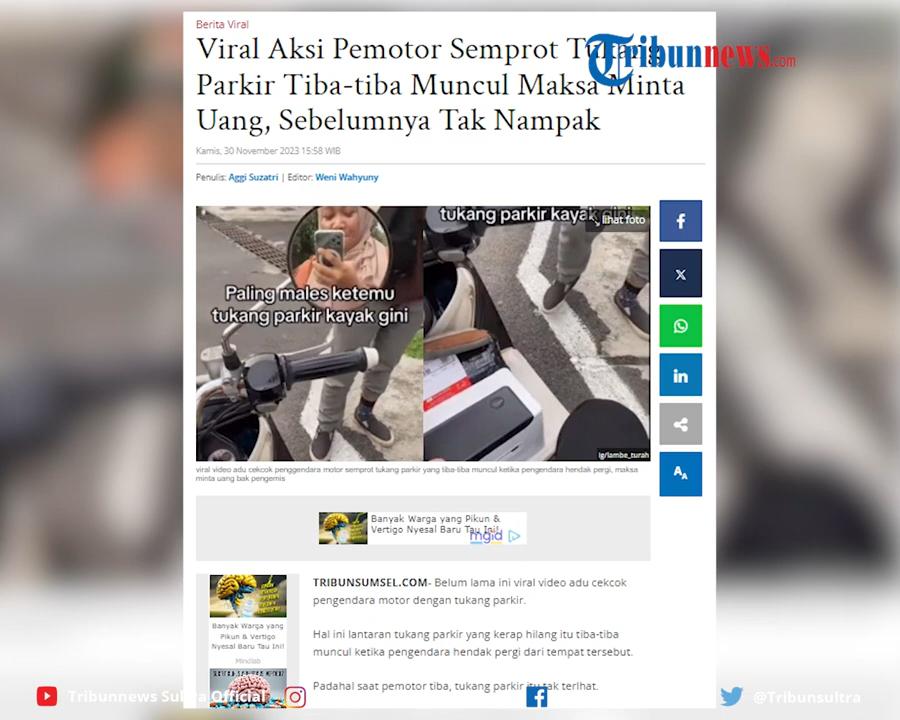 Berita Viral
Viral Aksi Pemotor Semprot Tukang
Tribunnews.com
Parkir Tiba-tiba Muncul Maksa Minta
Uang, Sebelumnya Tak Nampak
Kamis, 30 November 2023 15:58 WIB
Penulis: Aggi Suzatri | Editor: Weni Wahyuny
tukang parkir kayak gini
lihat foto
Paling males ketemu
tukang parkir kayak gini
ig/lambe_turah
viral video adu cekcok penggendara motor semprot tukang parkir yang tiba-tiba muncul ketika pengendara hendak pergi, maksa
minta uang bak pengemis
Banyak Warga yang Pikun &
Vertigo Nyesal Baru Tau Ini!
mgid
TRIBUNSUMSEL.COM- Belum lama ini viral video adu cekcok
pengendara motor dengan tukang parkir.
Banyak Warga yang
Pikun & Vertigo
Nyesal Baru Tau Ini!
Mindlab
Hal ini lantaran tukang parkir yang kerap hilang itu tiba-tiba
muncul ketika pengendara hendak pergi dari tempat tersebut.
Padahal saat pemotor tiba, tukang parkir itu tak terlihat.
Tribunnews Sultra Official
@Tribunsultra